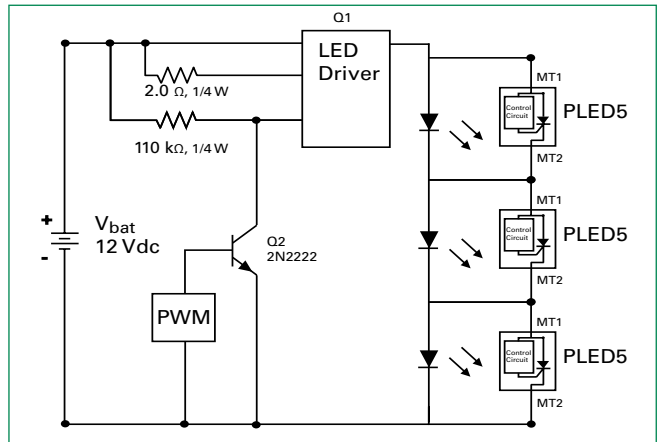 Q1
LED
Driver
2.0 Ω, 1/4 W
110 kΩ, 1/4 W
MT1
Control
Circuit
PLED5
MT2
MT1
Control
Circuit
PLED5
MT2
MT1
Control
Circuit
PLED5
MT2
+
Vbat
12 Vdc
-
Q2
2N2222
PWM